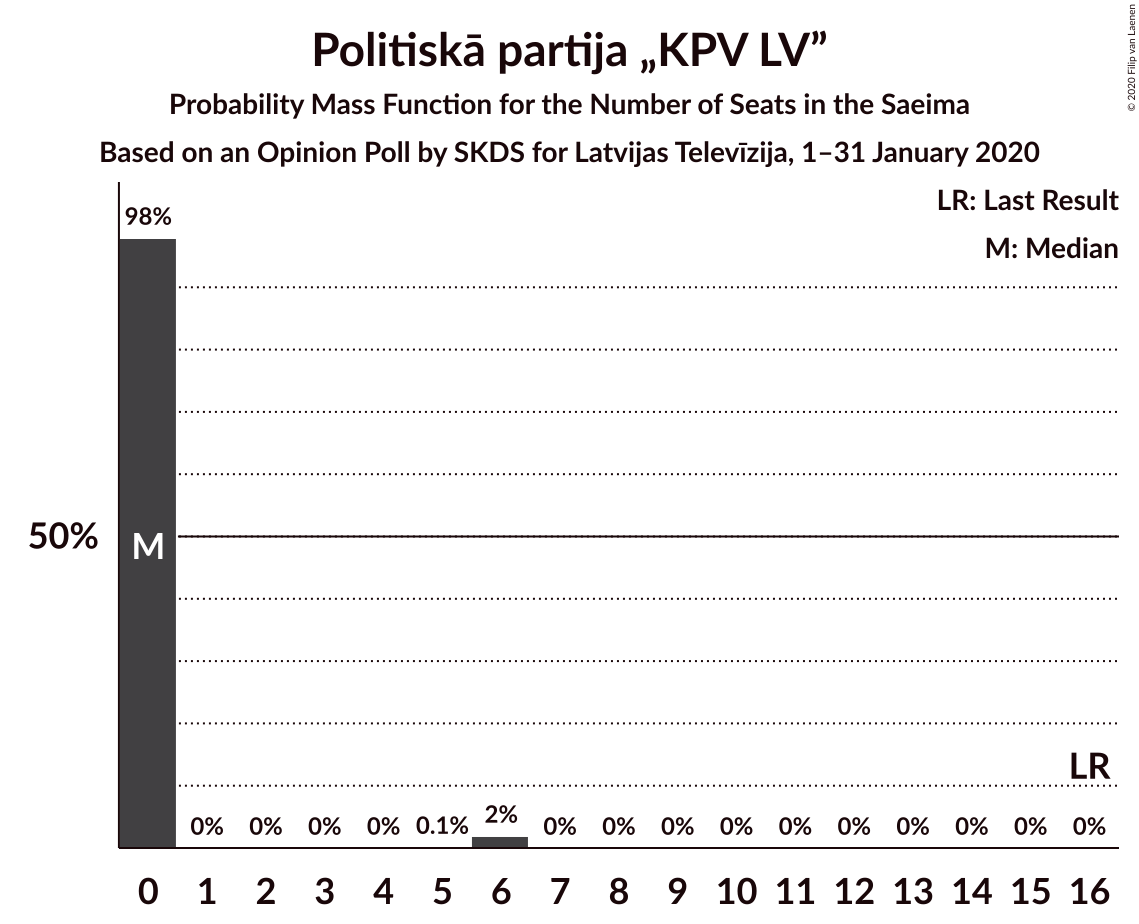 Politiskā partija „KPV LV”
Probability Mass Function for the Number of Seats in the Saeima
Based on an Opinion Poll by SKDS for Latvijas Televīzija, 1–31 January 2020
© 2020 Filip van Laenen
LR: Last Result
M: Median
98%
50%
M
LR
0% 0% 0% 0% 0.1% 2% 0% 0% 0% 0% 0% 0% 0% 0% 0% 0%
0 1 2 3 4 5 6 7 8 9 10 11 12 13 14 15 16